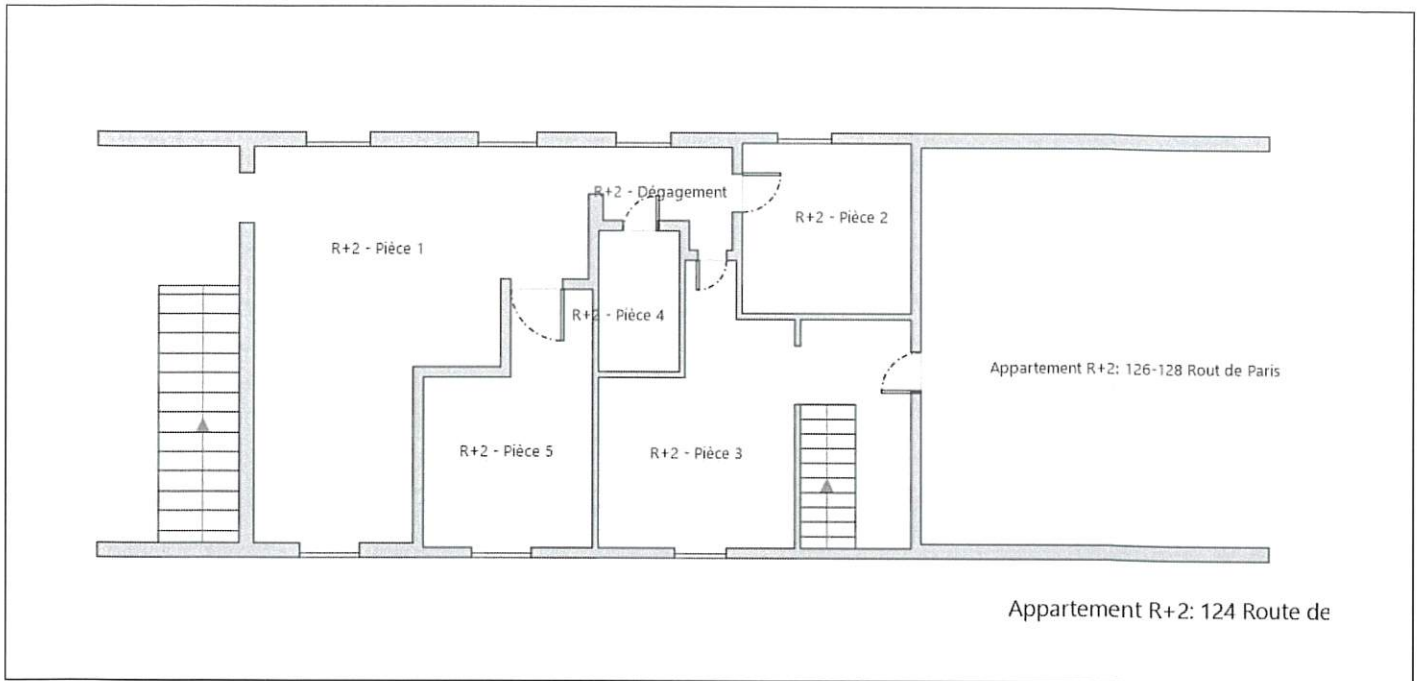 R+2 - Dégagement
R+2 - Pièce 2
R+2 - Pièce 1
R+2 - Pièce 4
Appartement R+2: 126-128 Rout de Paris
R+2 - Pièce 5
R+2 - Pièce 3
Appartement R+2: 124 Route de